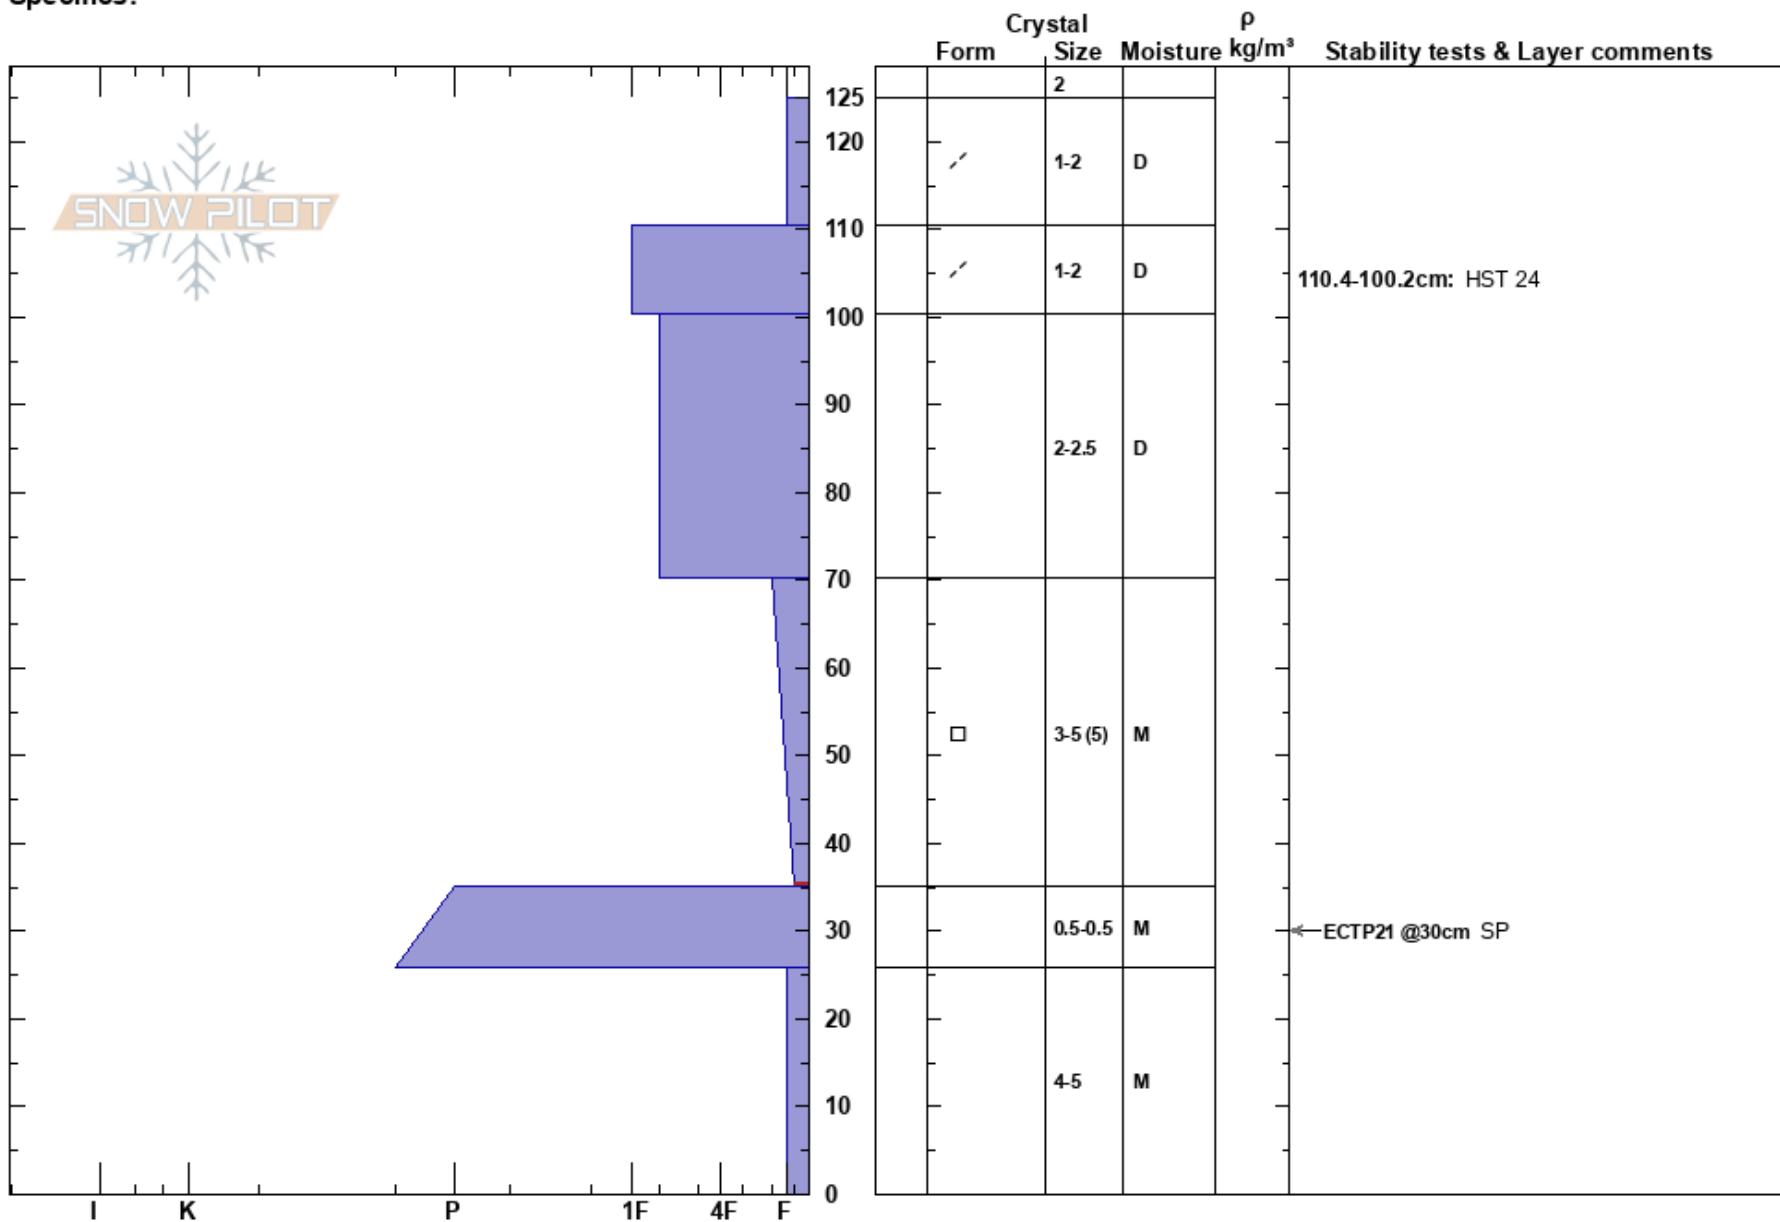 Specifics:
Crystal ρ
Form Size Moisture kg/m³ Stability tests & Layer comments
2
125
SNOW PILOT
120
1-2 D
110
1-2 D
110.4-100.2cm: HST 24
100
90
2-2.5 D
80
70
60
3-5 (5) M
50
40
30
0.5-0.5 M
ECTP21 @30cm SP
20
4-5 M
10
0
I K P 1F 4F F